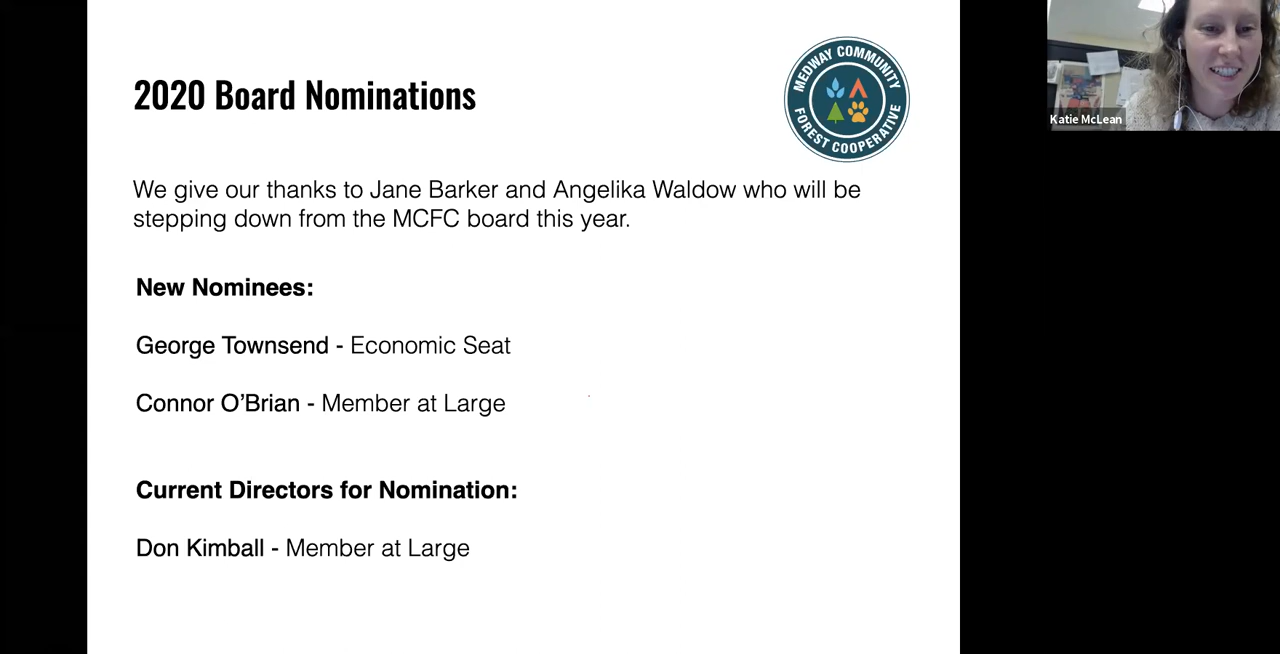 2020 Board Nominations
MEDWAY COMMUNITY
FOREST COOPERATIVE
Katie McLean
We give our thanks to Jane Barker and Angelika Waldow who will be
stepping down from the MCFC board this year.
New Nominees:
George Townsend - Economic Seat
Connor O’Brian - Member at Large
Current Directors for Nomination:
Don Kimball - Member at Large